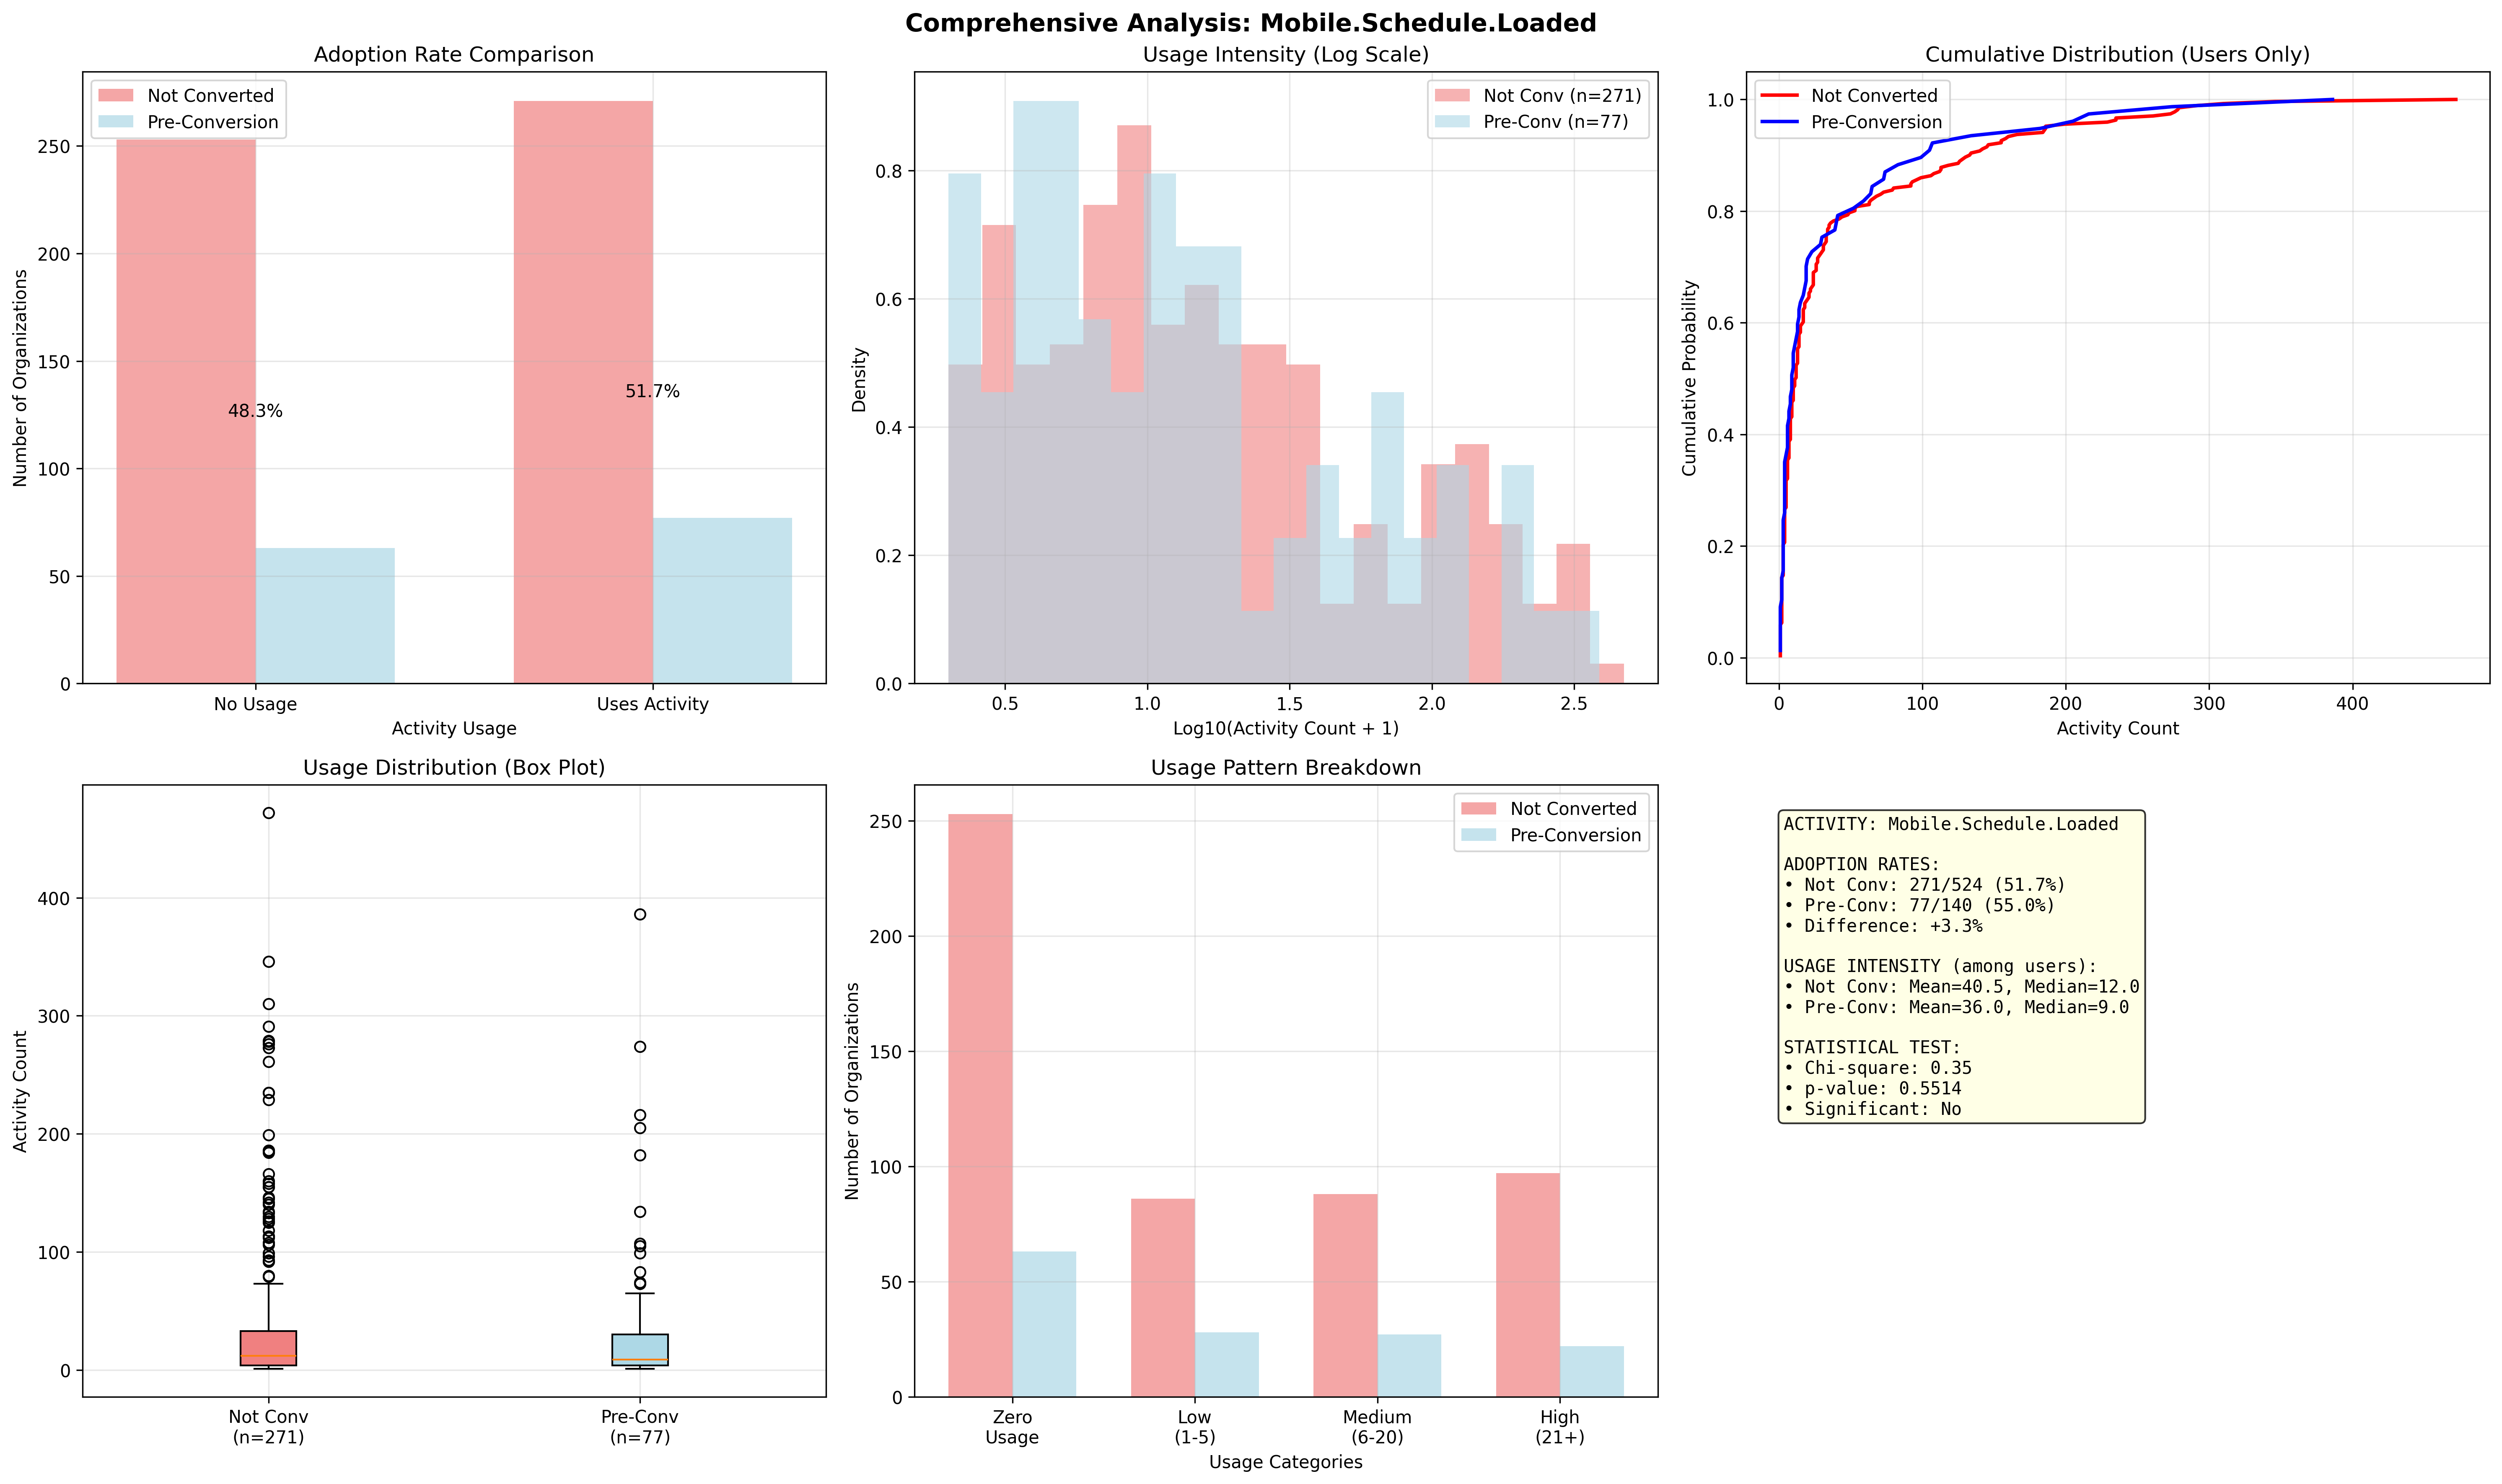 Comprehensive Analysis: Mobile.Schedule.Loaded
Adoption Rate Comparison
Not Converted
Pre-Conversion
Number of Organizations
250
200
150
100
50
0
48.3%
51.7%
No Usage
Uses Activity
Activity Usage
Usage Intensity (Log Scale)
Not Conv (n=271)
Pre-Conv (n=77)
Density
0.8
0.6
0.4
0.2
0.0
0.5
1.0
1.5
2.0
2.5
Log10(Activity Count + 1)
Cumulative Distribution (Users Only)
Not Converted
Pre-Conversion
Cumulative Probability
1.0
0.8
0.6
0.4
0.2
0.0
0
100
200
300
400
Activity Count
Usage Distribution (Box Plot)
Activity Count
400
300
200
100
0
Not Conv
(n=271)
Pre-Conv
(n=77)
Usage Pattern Breakdown
Not Converted
Pre-Conversion
Number of Organizations
250
200
150
100
50
0
Zero
Usage
Low
(1-5)
Medium
(6-20)
High
(21+)
Usage Categories
ACTIVITY: Mobile.Schedule.Loaded
ADOPTION RATES:
• Not Conv: 271/524 (51.7%)
• Pre-Conv: 77/140 (55.0%)
• Difference: +3.3%
USAGE INTENSITY (among users):
• Not Conv: Mean=40.5, Median=12.0
• Pre-Conv: Mean=36.0, Median=9.0
STATISTICAL TEST:
• Chi-square: 0.35
• p-value: 0.5514
• Significant: No